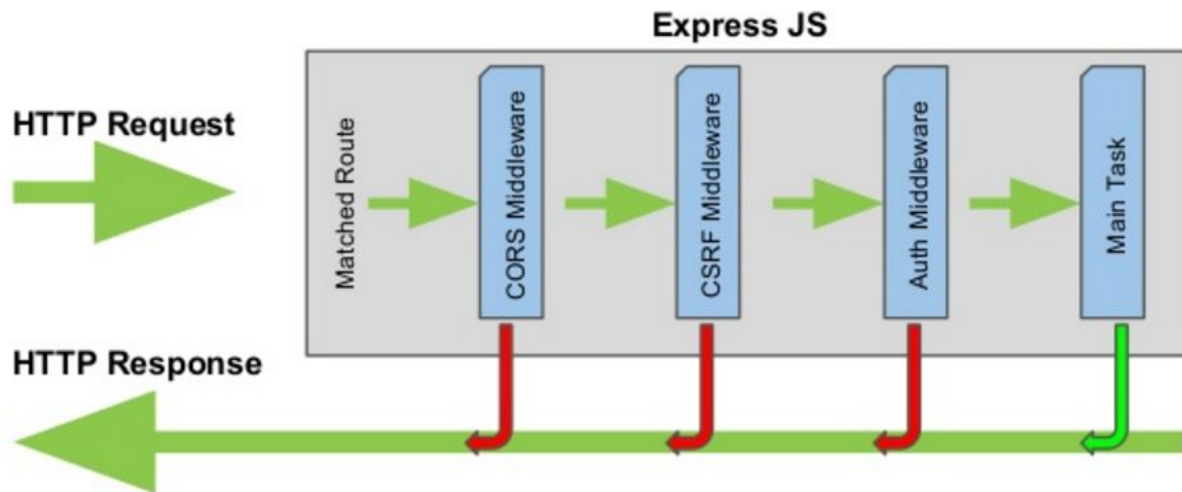 Express JS
HTTP Request
Matched Route
CORS Middleware
CSRF Middleware
Auth Middleware
Main Task
HTTP Response